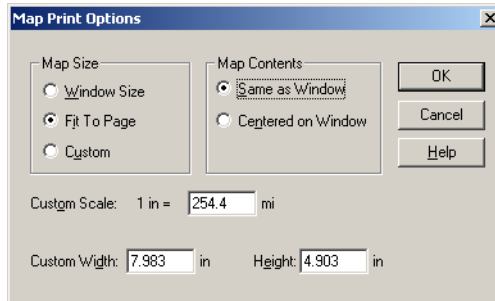 Map Print Options
Map Size
Window Size
Fit To Page
Custom
Map Contents
Same as Window
Centered on Window
OK
Cancel
Help
Custom Scale: 1 in = 254.4 mi
Custom Width: 7.983 in Height: 4.903 in